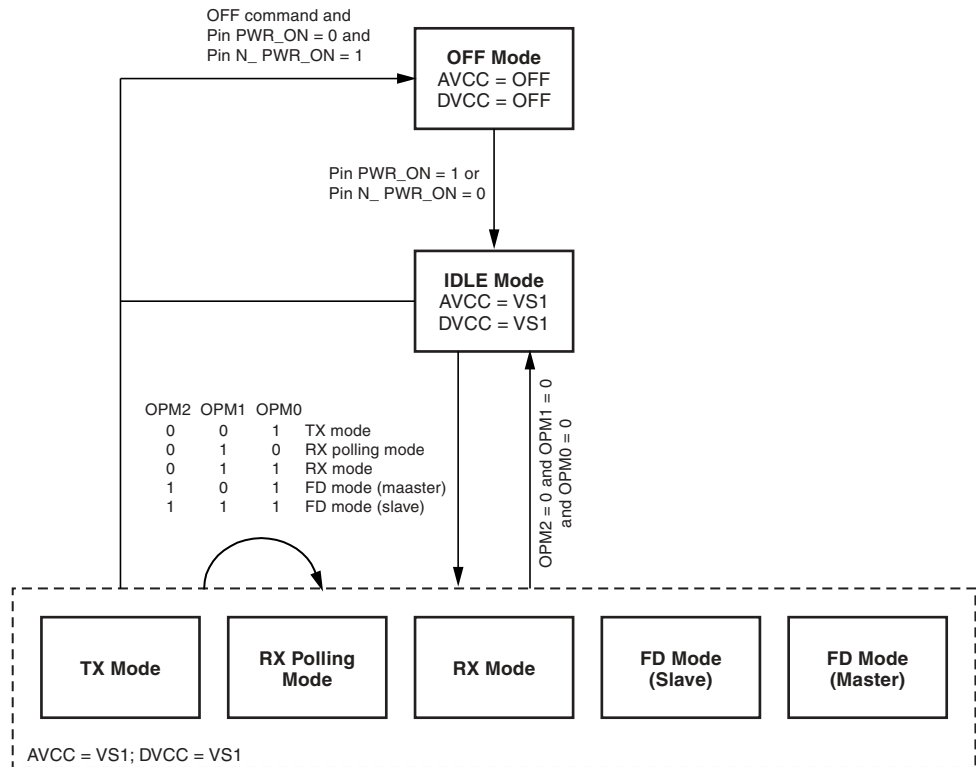 OFF command and
Pin PWR_ON = 0 and
Pin N_ PWR_ON = 1
OFF Mode
AVCC = OFF
DVCC = OFF
Pin PWR_ON = 1 or
Pin N_ PWR_ON = 0
IDLE Mode
AVCC = VS1
DVCC = VS1
OPM2 OPM1 OPM0
0 0 1 TX mode
0 1 0 RX polling mode
0 1 1 RX mode
1 0 1 FD mode (maaster)
1 1 1 FD mode (slave)
OPM2 = 0 and OPM1 = 0
and OPM0 = 0
TX Mode
RX Polling
Mode
RX Mode
FD Mode
(Slave)
FD Mode
(Master)
AVCC = VS1; DVCC = VS1